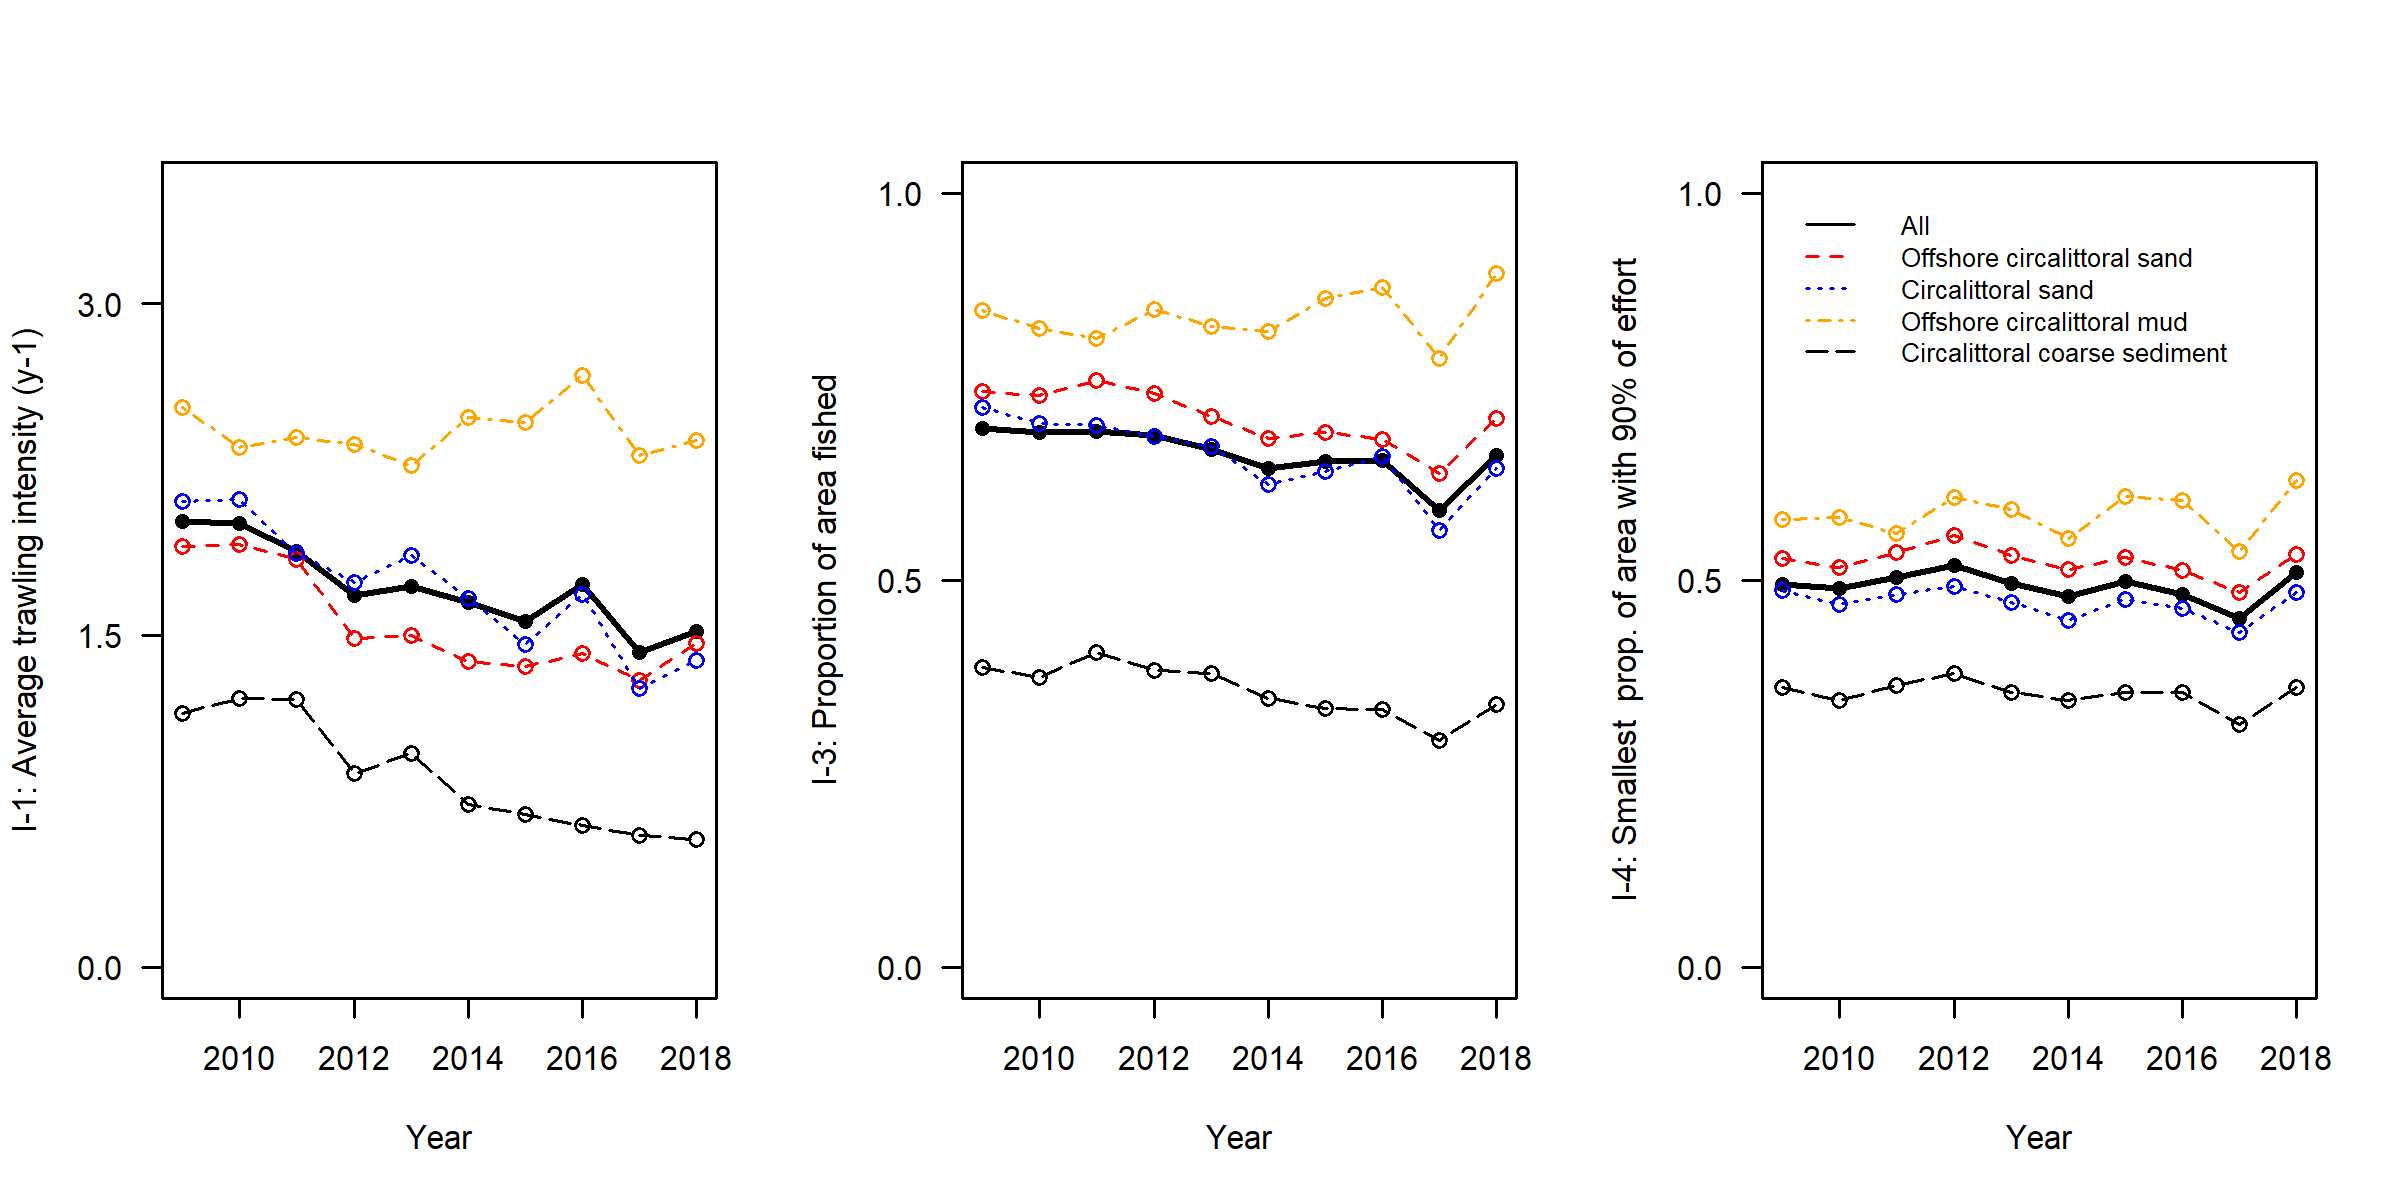 I-1: Average trawling intensity (y-1)
3.0
1.5
0.0
2010 2012 2014 2016 2018
Year
I-3: Proportion of area fished
1.0
0.5
0.0
2010 2012 2014 2016 2018
Year
I-4: Smallest prop. of area with 90% of effort
1.0
0.5
0.0
All
Offshore circalittoral sand
Circalittoral sand
Offshore circalittoral mud
Circalittoral coarse sediment
2010 2012 2014 2016 2018
Year